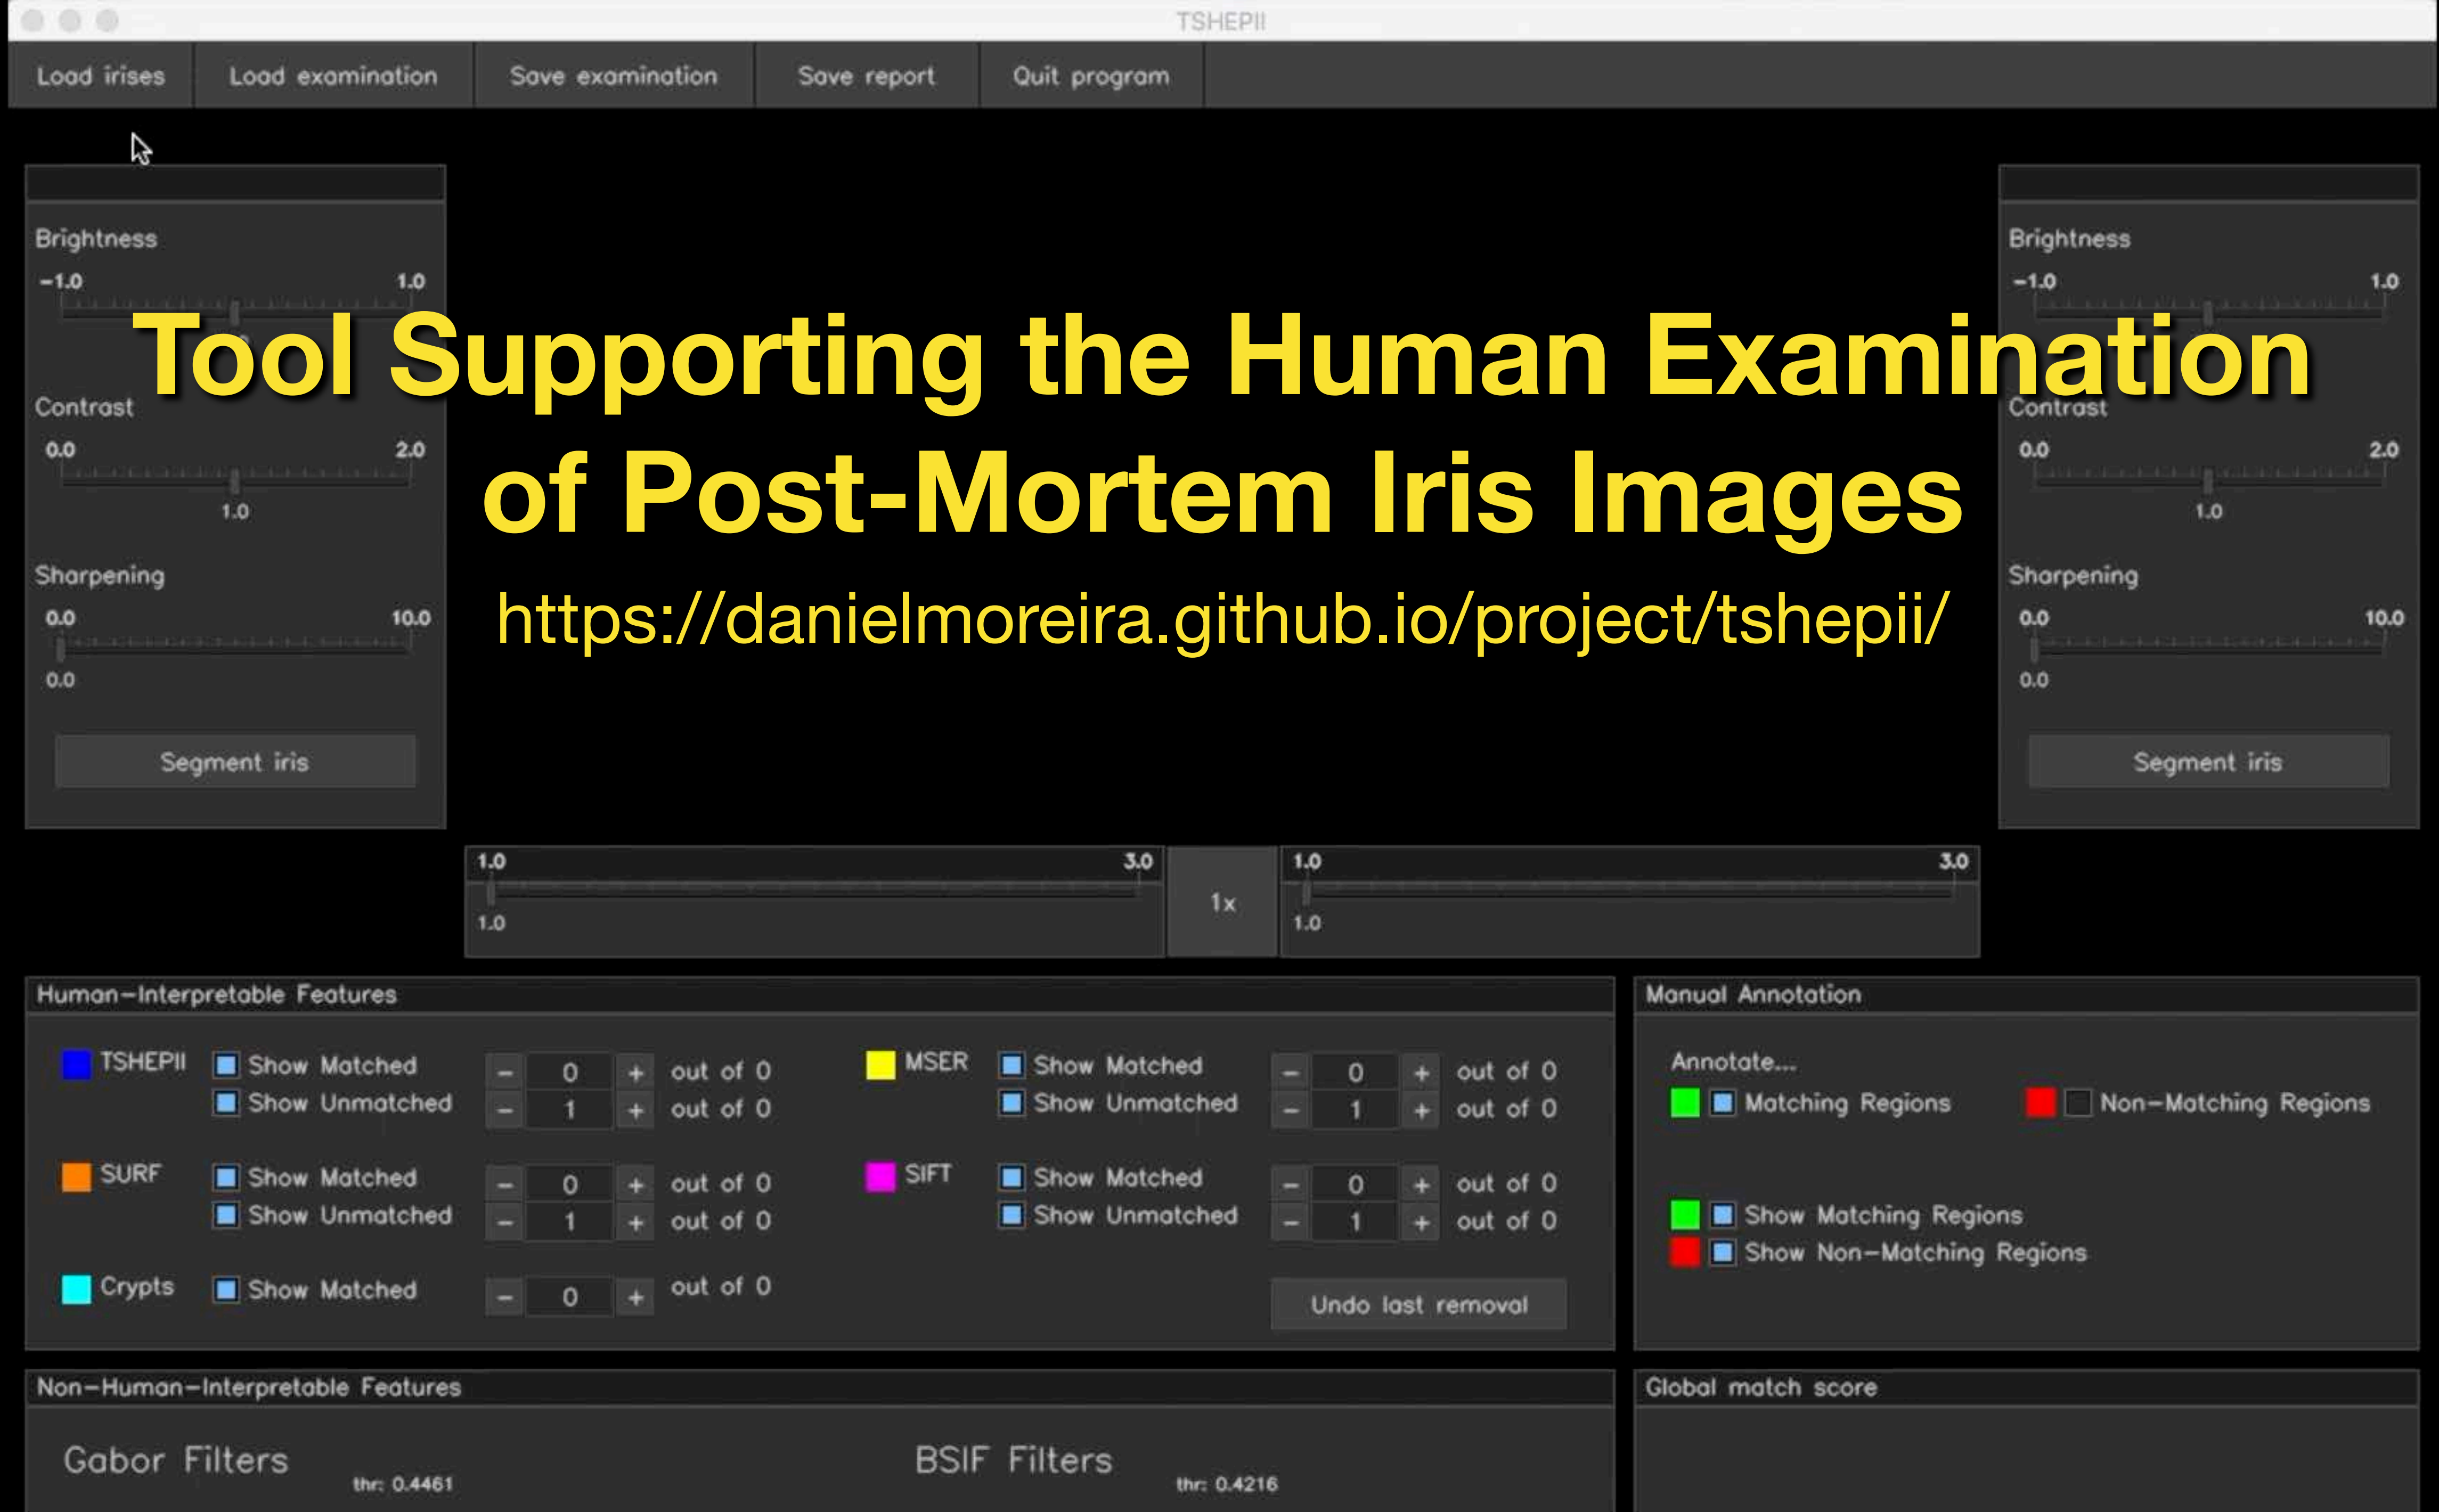 TSHEPII
Load irises Load examination Save examination Save report Quit program
Brightness
-1.0 1.0
Contrast
0.0 2.0
1.0
Sharpening
0.0 10.0
0.0
Segment iris
Tool Supporting the Human Examination
of Post-Mortem Iris Images
https://danielmoreira.github.io/project/tshepii/
Brightness
-1.0 1.0
Contrast
0.0 2.0
1.0
Sharpening
0.0 10.0
0.0
Segment iris
1.0 3.0
1.0
1x
1.0 3.0
1.0
Human-Interpretable Features
TSHEPII Show Matched - 0 + out of 0
Show Unmatched - 1 + out of 0
MSER Show Matched - 0 + out of 0
Show Unmatched - 1 + out of 0
SURF Show Matched - 0 + out of 0
Show Unmatched - 1 + out of 0
SIFT Show Matched - 0 + out of 0
Show Unmatched - 1 + out of 0
Crypts Show Matched - 0 + out of 0
Undo last removal
Manual Annotation
Annotate...
Matching Regions Non-Matching Regions
Show Matching Regions
Show Non-Matching Regions
Non-Human-Interpretable Features
Gabor Filters thr: 0.4461
BSIF Filters thr: 0.4216
Global match score